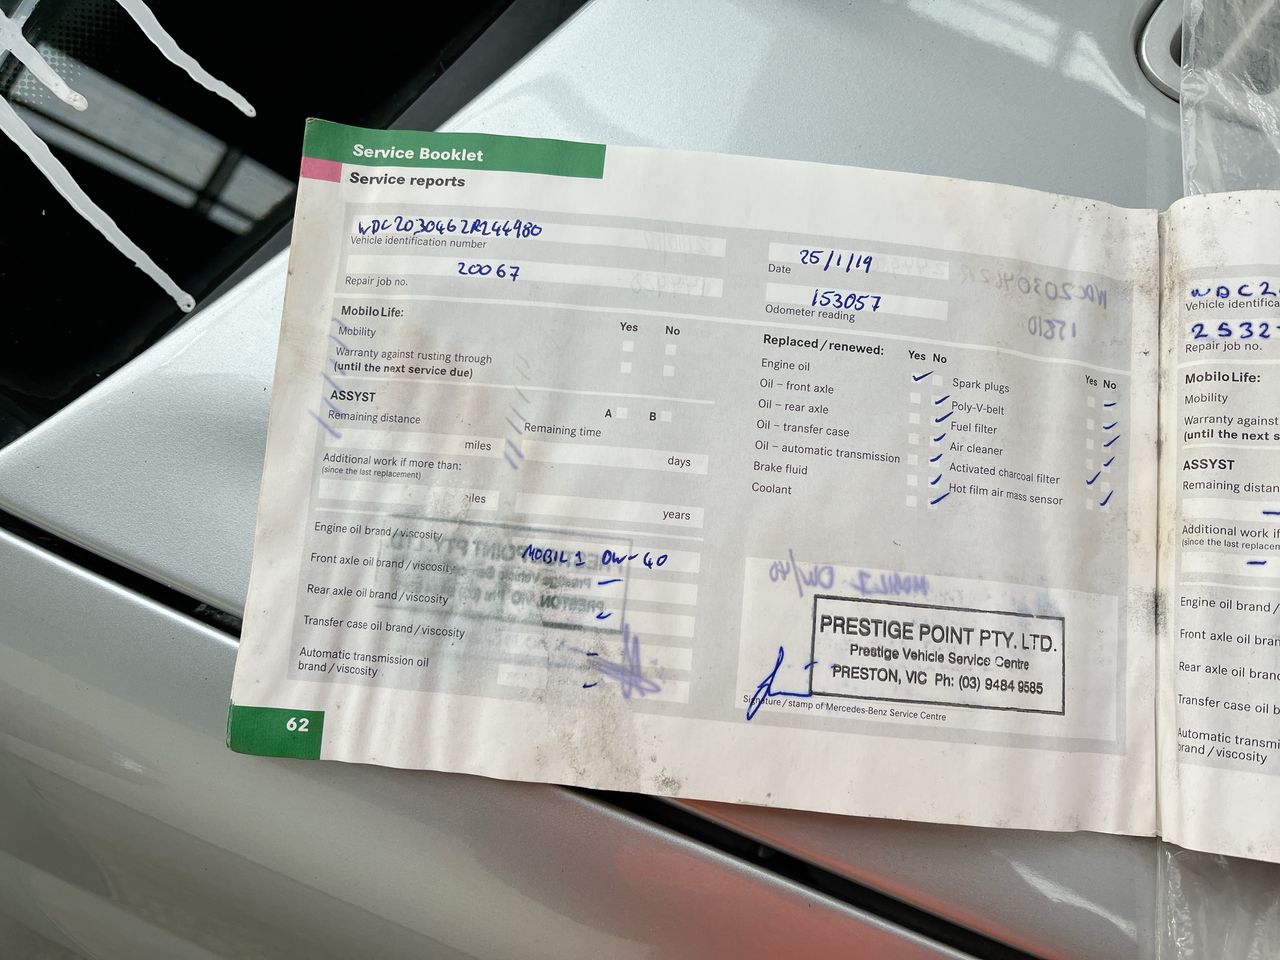 Service Booklet
Service reports
WDC2030462R244980
Vehicle identification number
20067
Repair job no.
25/1/19
Date
153057
Odometer reading
MobiloLife:
Yes No
Mobility
Warranty against rusting through
(until the next service due)
ASSYST
A B
Remaining distance
Remaining time
miles
days
Additional work if more than:
(since the last replacement)
miles
years
Engine oil brand / viscosity
MOBIL 1 0W-40
Front axle oil brand / viscosity
Rear axle oil brand / viscosity
Transfer case oil brand / viscosity
Automatic transmission oil
brand / viscosity
62
Replaced / renewed:
Yes No
Yes No
Engine oil
Spark plugs
Oil – front axle
Poly-V-belt
Oil – rear axle
Fuel filter
Oil – transfer case
Air cleaner
Oil – automatic transmission
Activated charcoal filter
Brake fluid
Hot film air mass sensor
Coolant
PRESTIGE POINT PTY. LTD.
Prestige Vehicle Service Centre
PRESTON, VIC Ph: (03) 9484 9585
Signature / stamp of Mercedes-Benz Service Centre
WDC2
Vehicle identifica
2532
Repair job no.
MobiloLife:
Mobility
Warranty against
(until the next s
ASSYST
Remaining distan
Additional work if
(since the last replacem
Engine oil brand /
Front axle oil bran
Rear axle oil brand
Transfer case oil b
Automatic transmi
brand / viscosity